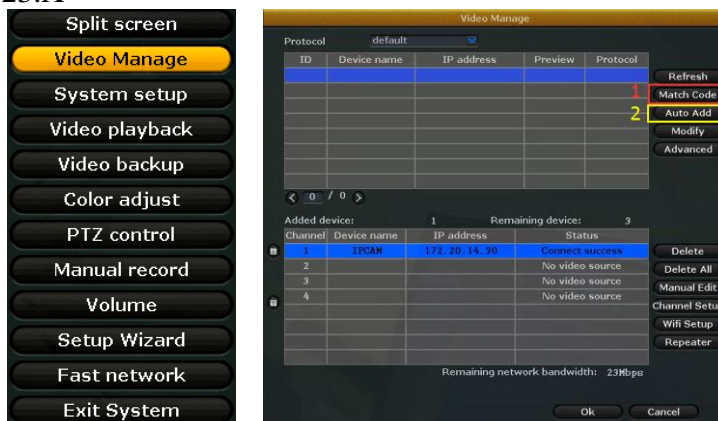 Split screen
Video Manage
System setup
Video playback
Video backup
Color adjust
PTZ control
Manual record
Volume
Setup Wizard
Fast network
Exit System
Video Manage
Protocol default
ID Device name IP address Preview Protocol
Refresh
1 Match Code
2 Auto Add
Modify
Advanced
0 / 0
Added device: 1 Remaining device: 3
Channel Device name IP address Status
1 IPCAM 172.20.14.30 Connect success Delete
2 No video source Delete All
3 No video source Manual Edit
4 No video source Channel Setu
Wifi Setup
Repeater
Remaining network bandwidth: 23Mbps
Ok Cancel